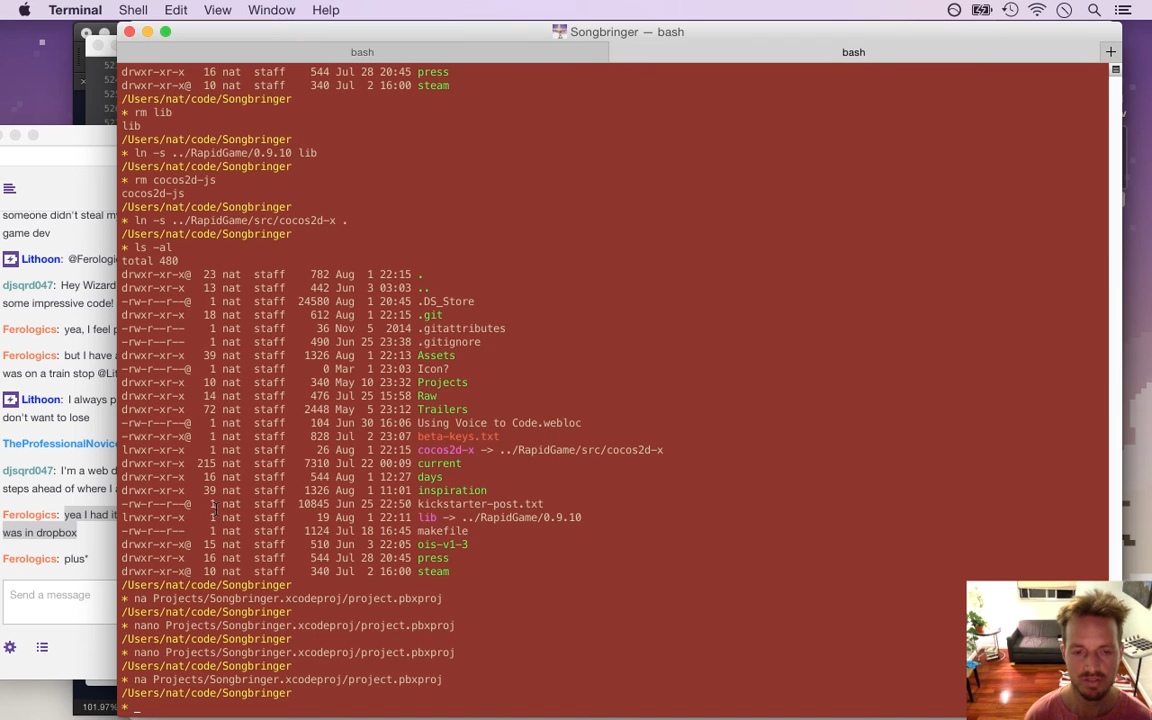 Terminal Shell Edit View Window Help
Songbringer — bash
bash bash
drwxr-xr-x 16 nat staff 544 Jul 28 20:45 press
drwxr-xr-x@ 10 nat staff 340 Jul 2 16:00 steam
/Users/nat/code/Songbringer
* rm lib
lib
/Users/nat/code/Songbringer
* ln -s ../RapidGame/0.9.10 lib
/Users/nat/code/Songbringer
* rm cocos2d-js
cocos2d-js
/Users/nat/code/Songbringer
* ln -s ../RapidGame/src/cocos2d-x .
/Users/nat/code/Songbringer
* ls -al
total 480
drwxr-xr-x@ 23 nat staff 782 Aug 1 22:15 .
drwxr-xr-x 13 nat staff 442 Jun 3 03:03 ..
-rw-r--r--@ 1 nat staff 24580 Aug 1 20:45 .DS_Store
drwxr-xr-x 18 nat staff 612 Aug 1 22:15 .git
-rw-r--r-- 1 nat staff 36 Nov 5 2014 .gitattributes
-rw-r--r-- 1 nat staff 490 Jun 25 23:38 .gitignore
drwxr-xr-x 39 nat staff 1326 Aug 1 22:13 Assets
-rw-r--r--@ 1 nat staff 0 Mar 1 23:03 Icon?
drwxr-xr-x 10 nat staff 340 May 10 23:32 Projects
drwxr-xr-x 14 nat staff 476 Jul 25 15:58 Raw
drwxr-xr-x 72 nat staff 2448 May 5 23:12 Trailers
-rw-r--r--@ 1 nat staff 104 Jun 30 16:06 Using Voice to Code.webloc
-rw-xr--r--@ 1 nat staff 828 Jul 2 23:07 beta-keys.txt
lrwxr-xr-x 1 nat staff 26 Aug 1 22:15 cocos2d-x -> ../RapidGame/src/cocos2d-x
drwxr-xr-x 215 nat staff 7310 Jul 22 00:09 current
drwxr-xr-x 16 nat staff 544 Aug 1 12:27 days
drwxr-xr-x 39 nat staff 1326 Aug 1 11:01 inspiration
-rw-r--r--@ 1 nat staff 10845 Jun 25 22:50 kickstarter-post.txt
lrwxr-xr-x 1 nat staff 19 Aug 1 22:11 lib -> ../RapidGame/0.9.10
-rw-r--r-- 1 nat staff 1124 Jul 18 16:45 makefile
drwxr-xr-x@ 15 nat staff 510 Jun 3 22:05 ois-v1-3
drwxr-xr-x 16 nat staff 544 Jul 28 20:45 press
drwxr-xr-x@ 10 nat staff 340 Jul 2 16:00 steam
/Users/nat/code/Songbringer
* na Projects/Songbringer.xcodeproj/project.pbxproj
/Users/nat/code/Songbringer
* nano Projects/Songbringer.xcodeproj/project.pbxproj
/Users/nat/code/Songbringer
* nano Projects/Songbringer.xcodeproj/project.pbxproj
/Users/nat/code/Songbringer
* na Projects/Songbringer.xcodeproj/project.pbxproj
/Users/nat/code/Songbringer
* _
someone didn't steal
game dev
Lithoon: @Ferologi
djsqrd047: Hey Wizard
some impressive code!
Ferologics: yea, I feel
Ferologics: but I have
was on a train stop @Li
Lithoon: I always
don't want to lose
TheProfessionalNovice
djsqrd047: I'm a web d
steps ahead of where I
Ferologics: yea I had it
was in dropbox
Ferologics: plus*
Send a message
101.97%